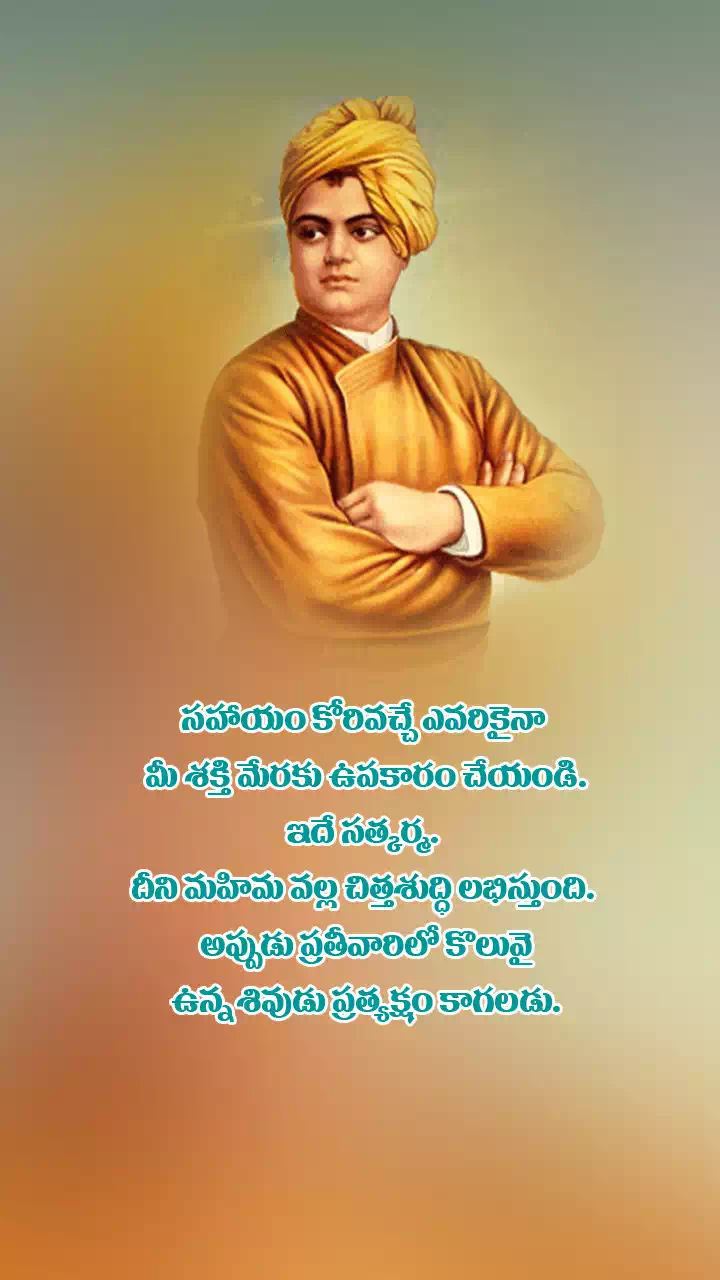 సహాయం కోరివచ్చే ఎవరికైనా
మీ శక్తి మేరకు ఉపకారం చేయండి.
ఇదే సత్కర్మ.
దీని మహిమ వల్ల చిత్తశుద్ధి లభిస్తుంది.
అప్పుడు ప్రతీవారిలో కొలువై
ఉన్న శివుడు ప్రత్యక్షం కాగలడు.